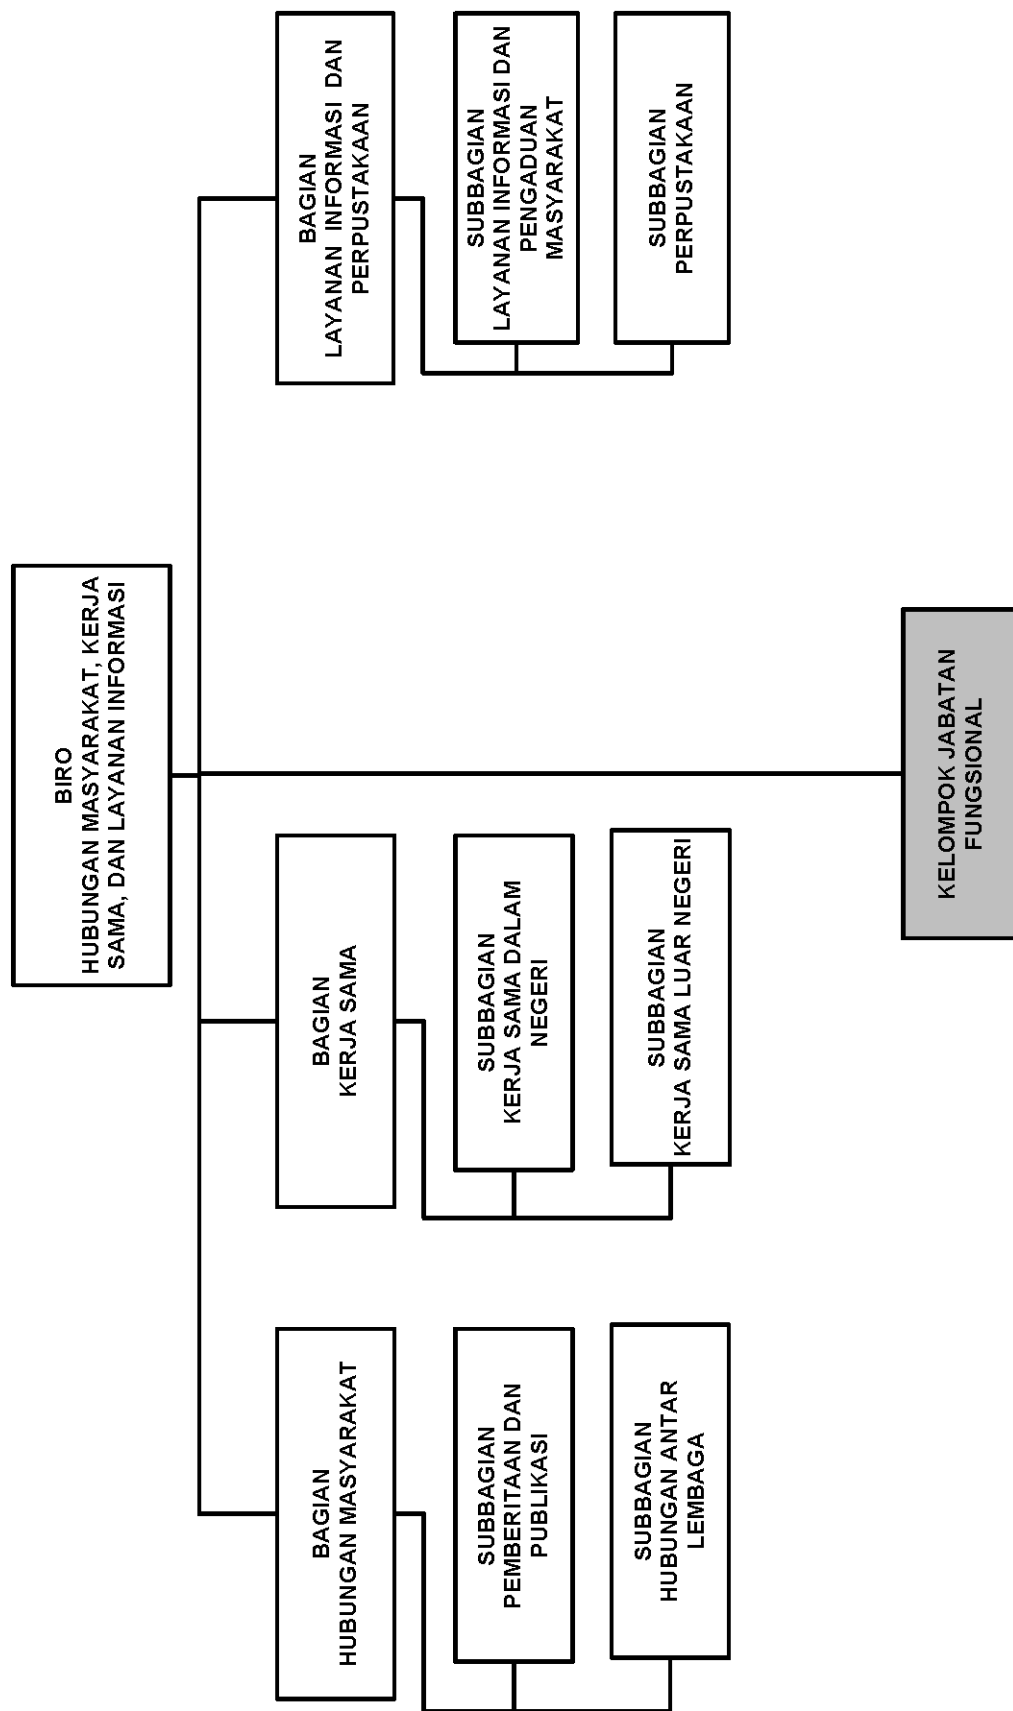 BIRO
HUBUNGAN MASYARAKAT, KERJA
SAMA, DAN LAYANAN INFORMASI
BAGIAN
HUBUNGAN MASYARAKAT
BAGIAN
KERJA SAMA
BAGIAN
LAYANAN INFORMASI DAN
PERPUSTAKAAN
SUBBAGIAN
PEMBERITAAN DAN
PUBLIKASI
SUBBAGIAN
KERJA SAMA DALAM
NEGERI
SUBBAGIAN
LAYANAN INFORMASI DAN
PENGADUAN
MASYARAKAT
SUBBAGIAN
HUBUNGAN ANTAR
LEMBAGA
SUBBAGIAN
KERJA SAMA LUAR NEGERI
SUBBAGIAN
PERPUSTAKAAN
KELOMPOK JABATAN
FUNGSIONAL